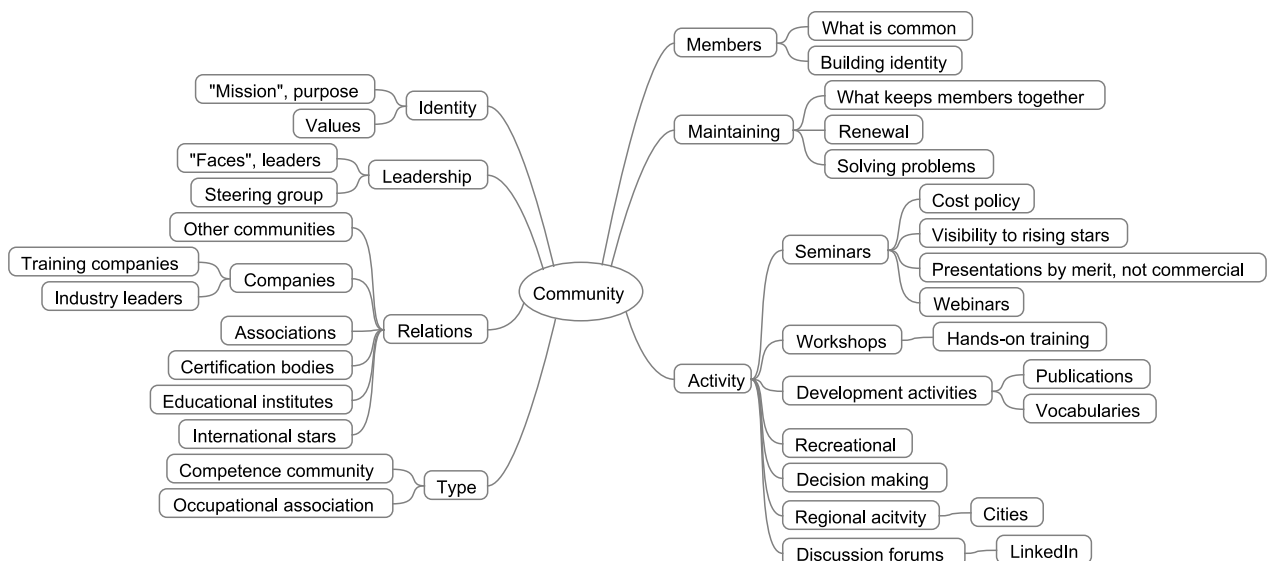 Community
Identity
"Mission", purpose
Values
Leadership
"Faces", leaders
Steering group
Relations
Other communities
Companies
Training companies
Industry leaders
Associations
Certification bodies
Educational institutes
International stars
Type
Competence community
Occupational association
Members
What is common
Building identity
Maintaining
What keeps members together
Renewal
Solving problems
Activity
Seminars
Cost policy
Visibility to rising stars
Presentations by merit, not commercial
Webinars
Workshops
Hands-on training
Development activities
Publications
Vocabularies
Recreational
Decision making
Regional acitvity
Cities
Discussion forums
LinkedIn